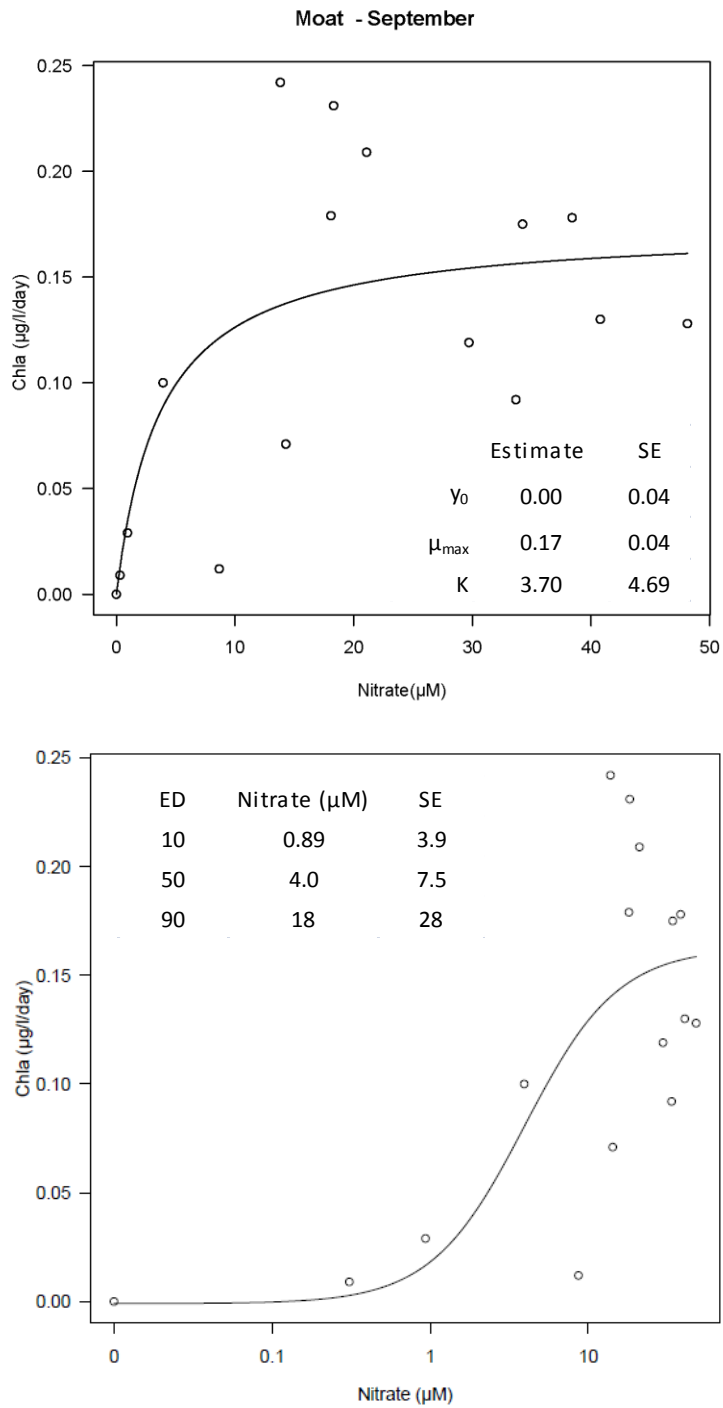 Moat - September
0.25
0.20
0.15
0.10
0.05
0.00
Chla (µg/l/day)
Estimate SE
y₀ 0.00 0.04
µmax 0.17 0.04
K 3.70 4.69
0 10 20 30 40 50
Nitrate(µM)
0.25
0.20
0.15
0.10
0.05
0.00
Chla (µg/l/day)
ED Nitrate (µM) SE
10 0.89 3.9
50 4.0 7.5
90 18 28
0 0.1 1 10
Nitrate (µM)